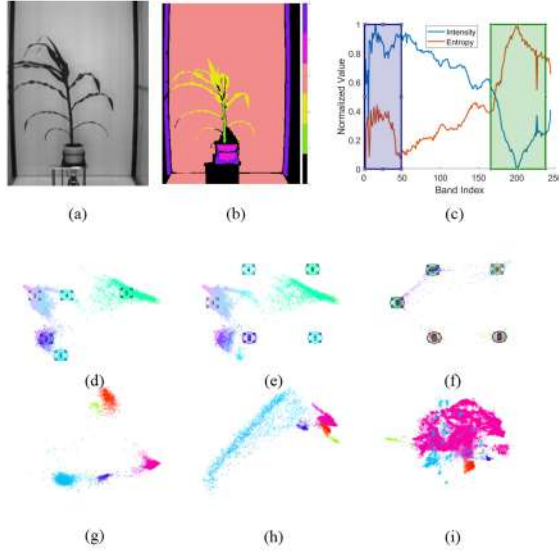 1
0.8
0.6
0.4
0.2
0
Intensity
Entropy
Normalized Value
0 50 100 150 200 250
Band Index
(a) (b) (c)
(d) (e) (f)
(g) (h) (i)